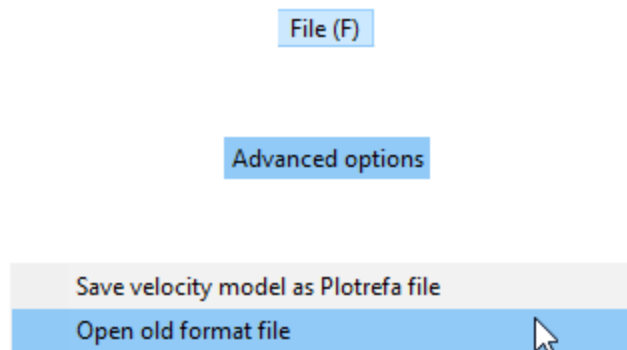 File (F)
Advanced options
Save velocity model as Plotrefa file
Open old format file